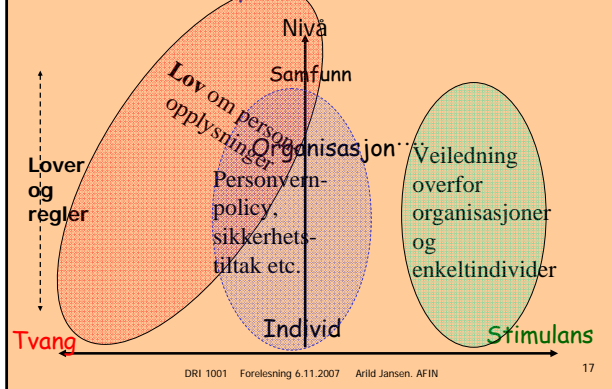 Nivå
Samfunn
Lov om person-
opplysninger
Organisasjon....
Lover
og
regler
Personvern-
policy,
sikkerhets-
tiltak etc.
Veiledning
overfor
organisasjoner
og
enkeltindivider
Individ
Tvang
Stimulans
DRI 1001 Forelesning 6.11.2007 Arild Jansen. AFIN
17